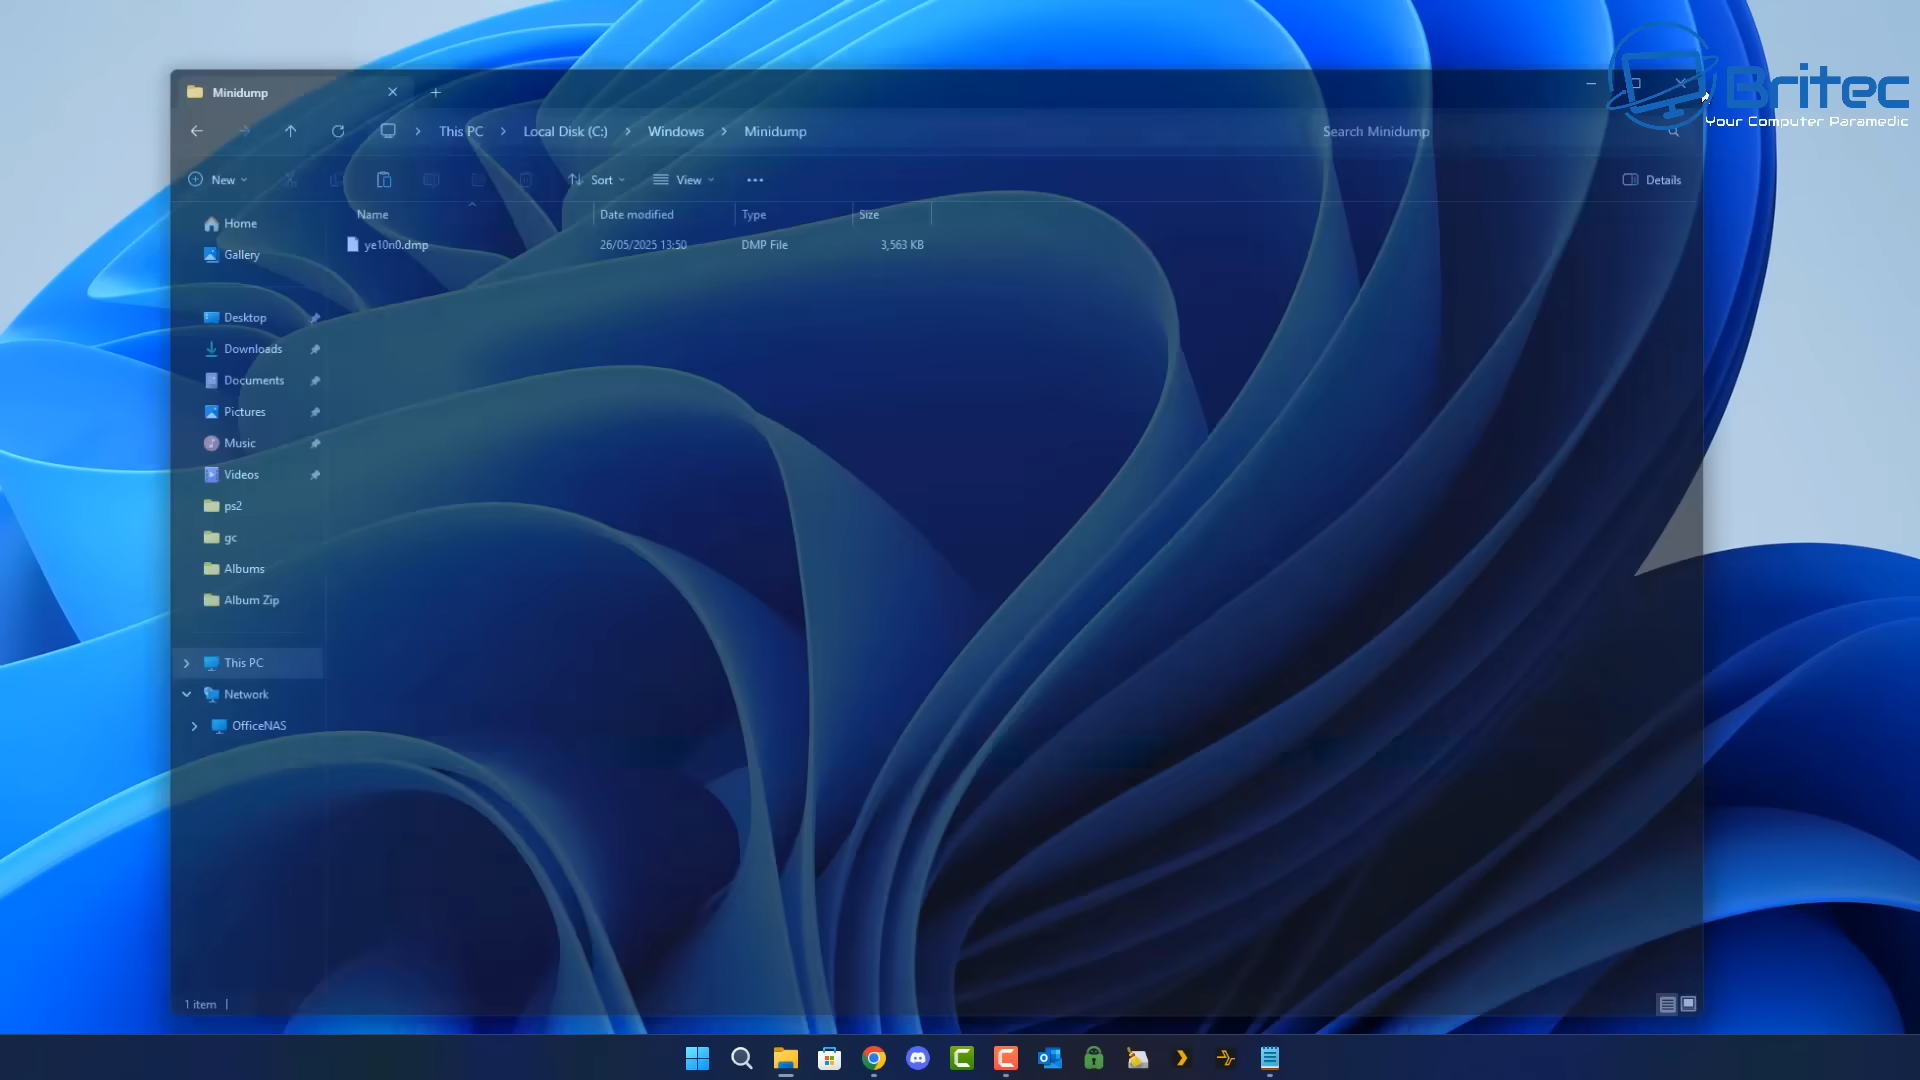 Minidump
Britec
Your Computer Paramedic
This PC
Local Disk (C:)
Windows
Minidump
Search Minidump
New
Sort
View
Details
Name
Date modified
Type
Size
ye10n0.dmp
26/05/2025 13:50
DMP File
3,563 KB
Home
Gallery
Desktop
Downloads
Documents
Pictures
Music
Videos
ps2
gc
Albums
Album Zip
This PC
Network
OfficeNAS
1 item